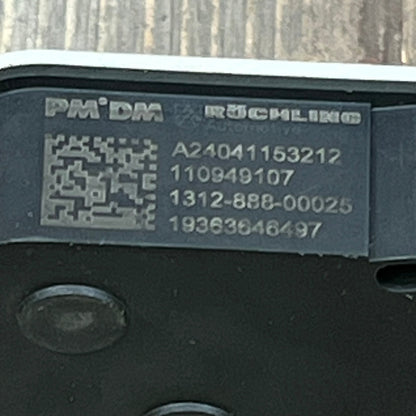 PM°DM RÖCHLING
Automotive
A24041153212
110949107
1312-888-00025
19363646497